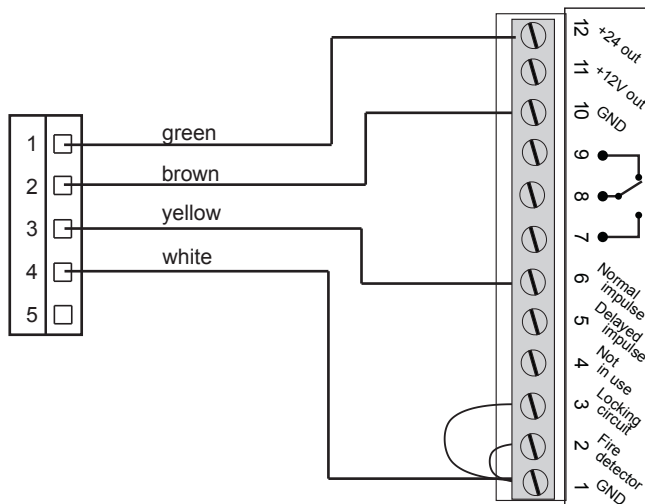 1
2
3
4
5
green
brown
yellow
white
12 +24 out
11 +12V out
10 GND
9
8
7
6 Normal
impulse
5 Delayed
impulse
4 Not
in use
3 Locking
circuit
2 Fire
detector
1 GND